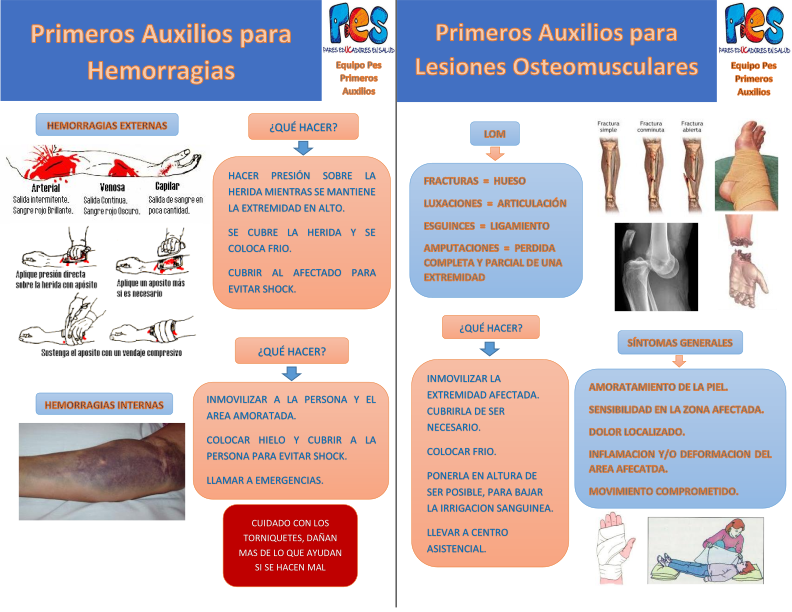 Primeros Auxilios para
Hemorragias
Pes
PARES EDUCADORES EN SALUD
Equipo Pes
Primeros
Auxilios
HEMORRAGIAS EXTERNAS
Arterial
Salida intermitente.
Sangre rojo Brillante.
Venosa
Salida Continua.
Sangre rojo Oscuro.
Capilar
Salida de sangre en
poca cantidad.
Aplique presión directa
sobre la herida con apósito
Aplique un aposito más
si es necesario
Sostenga el aposito con un vendaje compresivo
¿QUÉ HACER?
HACER PRESIÓN SOBRE LA
HERIDA MIENTRAS SE MANTIENE
LA EXTREMIDAD EN ALTO.
SE CUBRE LA HERIDA Y SE
COLOCA FRIO.
CUBRIR AL AFECTADO PARA
EVITAR SHOCK.
HEMORRAGIAS INTERNAS
¿QUÉ HACER?
INMOVILIZAR A LA PERSONA Y EL
AREA AMORATADA.
COLOCAR HIELO Y CUBRIR A LA
PERSONA PARA EVITAR SHOCK.
LLAMAR A EMERGENCIAS.
CUIDADO CON LOS
TORNIQUETES, DAÑAN
MAS DE LO QUE AYUDAN
SI SE HACEN MAL
Primeros Auxilios para
Lesiones Osteomusculares
Pes
PARES EDUCADORES EN SALUD
Equipo Pes
Primeros
Auxilios
LOM
FRACTURAS = HUESO
LUXACIONES = ARTICULACIÓN
ESGUINCES = LIGAMIENTO
AMPUTACIONES = PERDIDA
COMPLETA Y PARCIAL DE UNA
EXTREMIDAD
Fractura
simple
Fractura
conminuta
Fractura
abierta
¿QUÉ HACER?
INMOVILIZAR LA
EXTREMIDAD AFECTADA.
CUBRIRLA DE SER
NECESARIO.
COLOCAR FRIO.
PONERLA EN ALTURA DE
SER POSIBLE, PARA BAJAR
LA IRRIGACION SANGUINEA.
LLEVAR A CENTRO
ASISTENCIAL.
SÍNTOMAS GENERALES
AMORATAMIENTO DE LA PIEL.
SENSIBILIDAD EN LA ZONA AFECTADA.
DOLOR LOCALIZADO.
INFLAMACION Y/O DEFORMACION DEL
AREA AFECATDA.
MOVIMIENTO COMPROMETIDO.